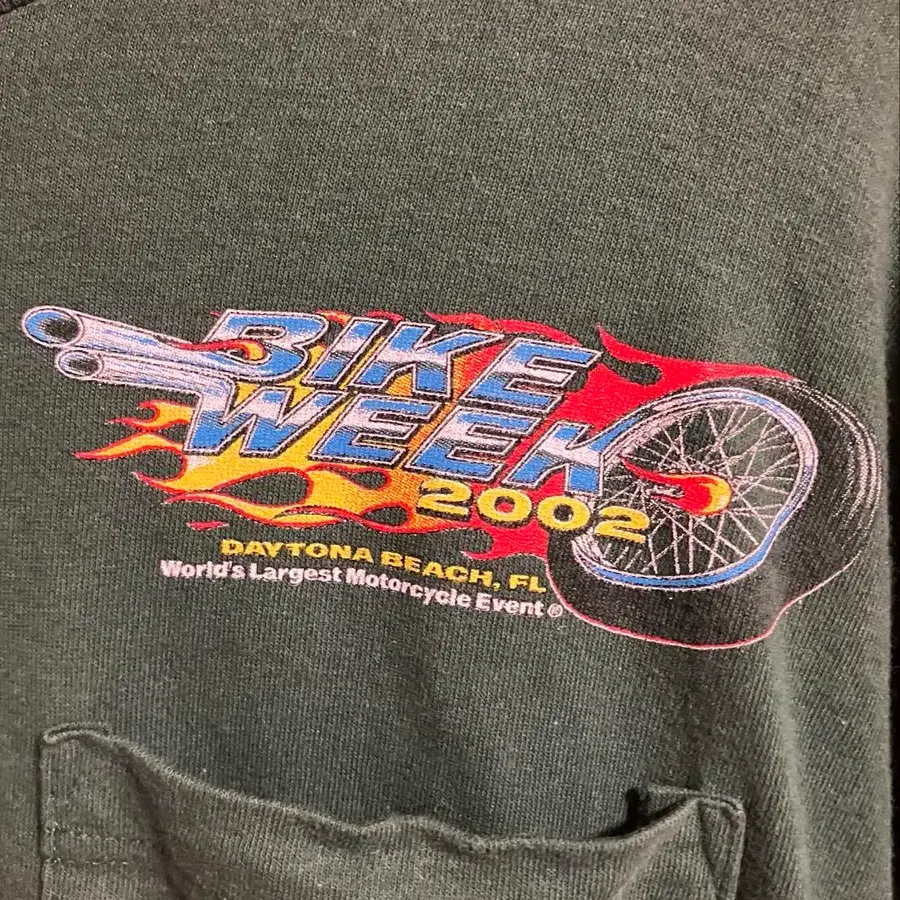 BIKE
WEEK
2002
DAYTONA BEACH, FL
World's Largest Motorcycle Event®